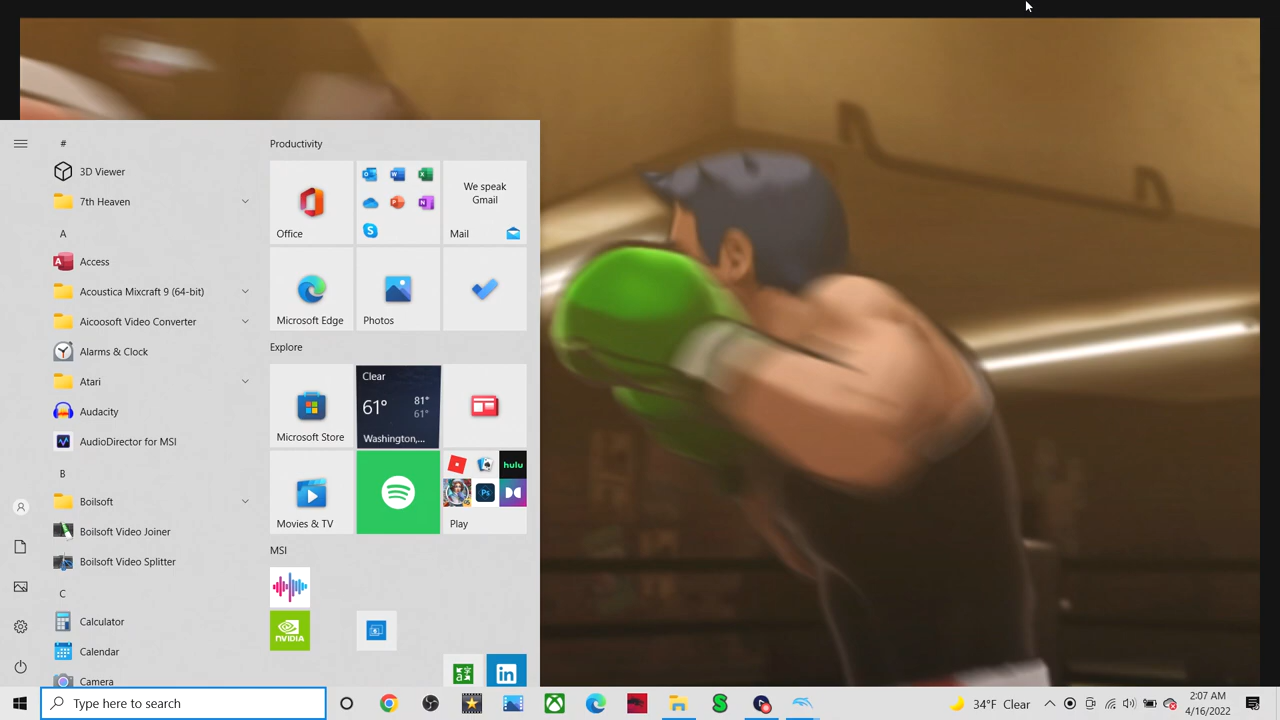 #
3D Viewer
7th Heaven
A
Access
Acoustica Mixcraft 9 (64-bit)
Aicoosoft Video Converter
Alarms & Clock
Atari
Audacity
AudioDirector for MSI
B
Boilsoft
Boilsoft Video Joiner
Boilsoft Video Splitter
C
Calculator
Calendar
Camera
Productivity
Office
We speak
Gmail
Mail
Microsoft Edge
Photos
Explore
Microsoft Store
Clear
61°
81°
61°
Washington,...
Movies & TV
hulu
Ps
Play
MSI
NVIDIA
in
Type here to search
34°F Clear
2:07 AM
4/16/2022